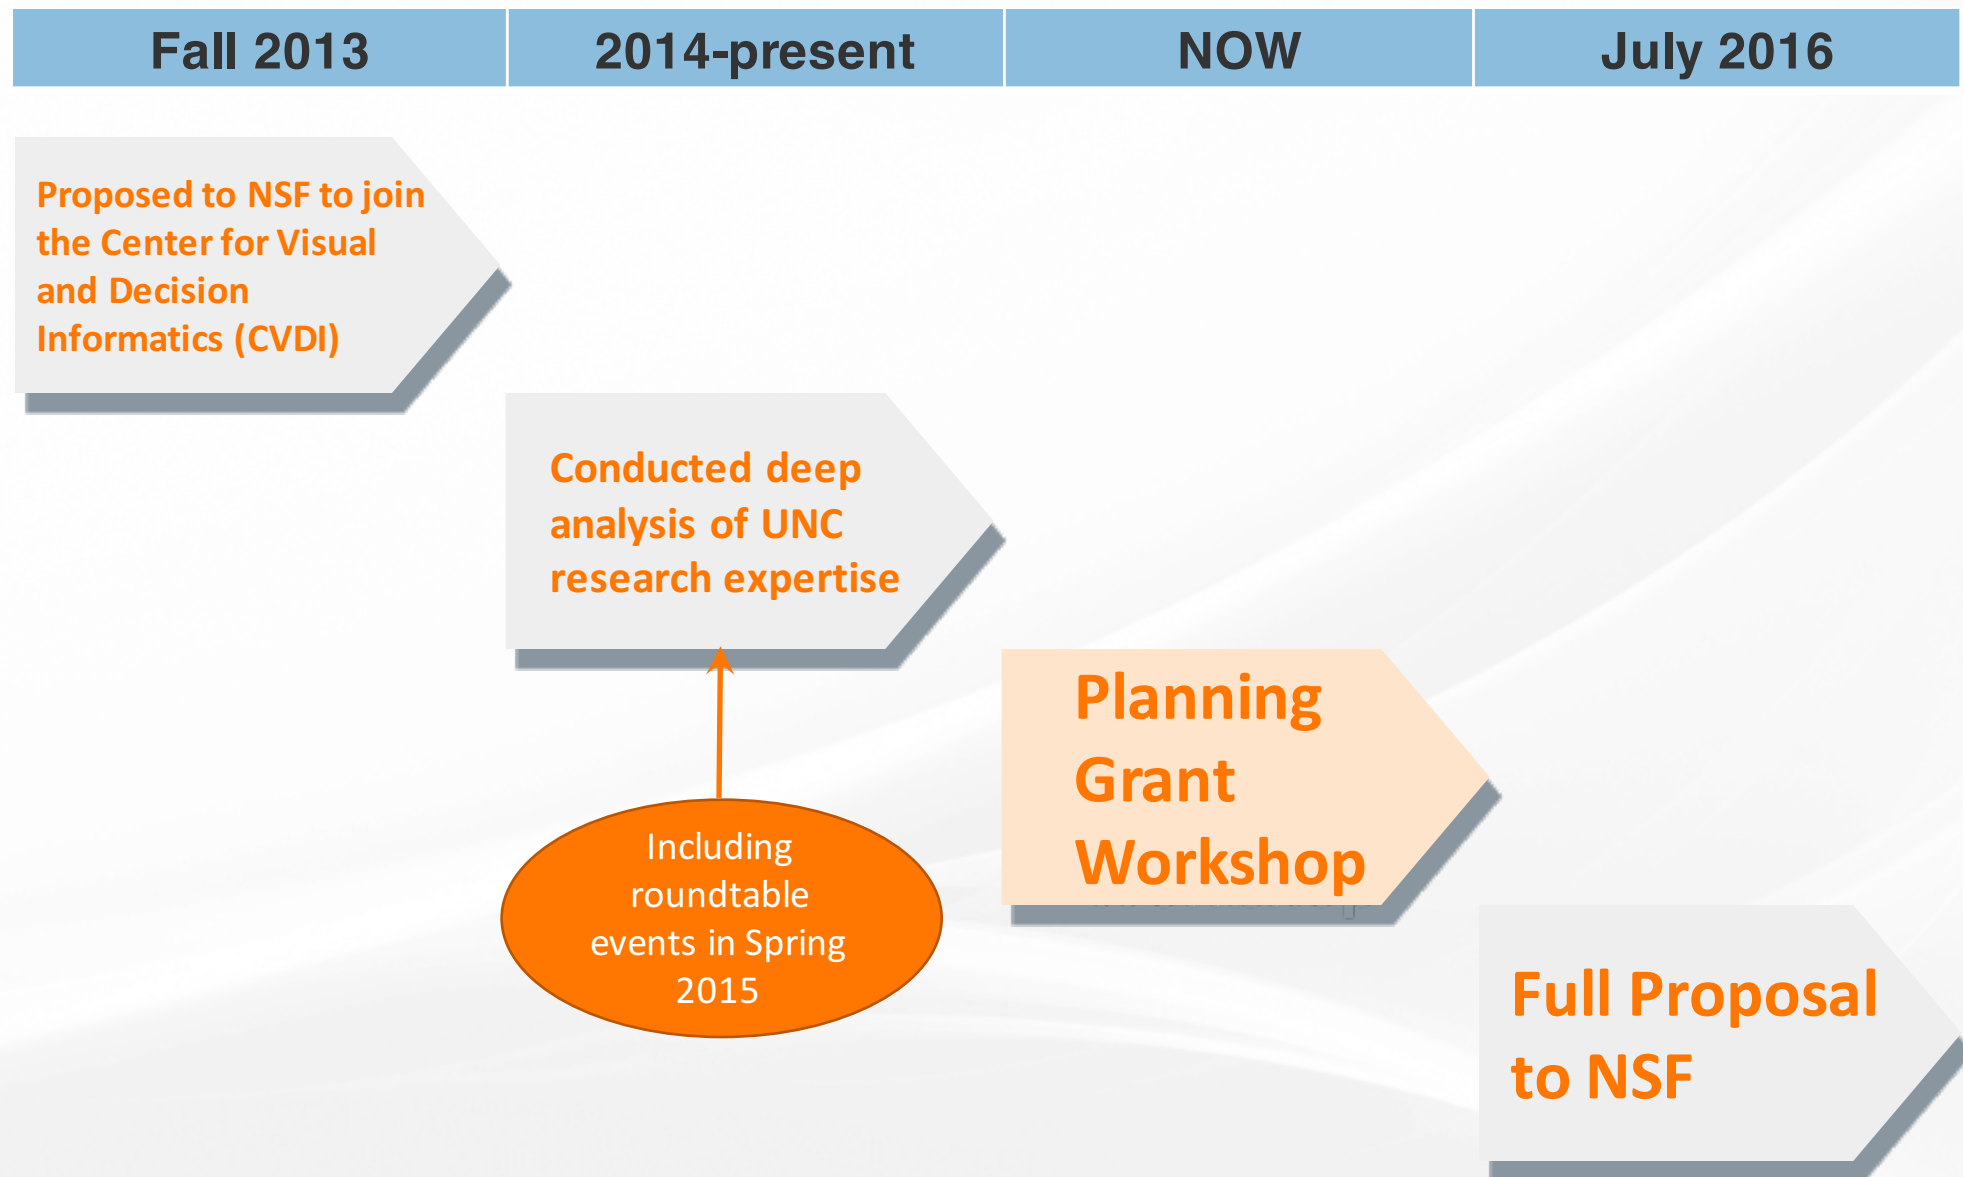 Fall 2013
2014-present
NOW
July 2016
Proposed to NSF to join
the Center for Visual
and Decision
Informatics (CVDI)
Conducted deep
analysis of UNC
research expertise
Including
roundtable
events in Spring
2015
Planning
Grant
Workshop
Full Proposal
to NSF